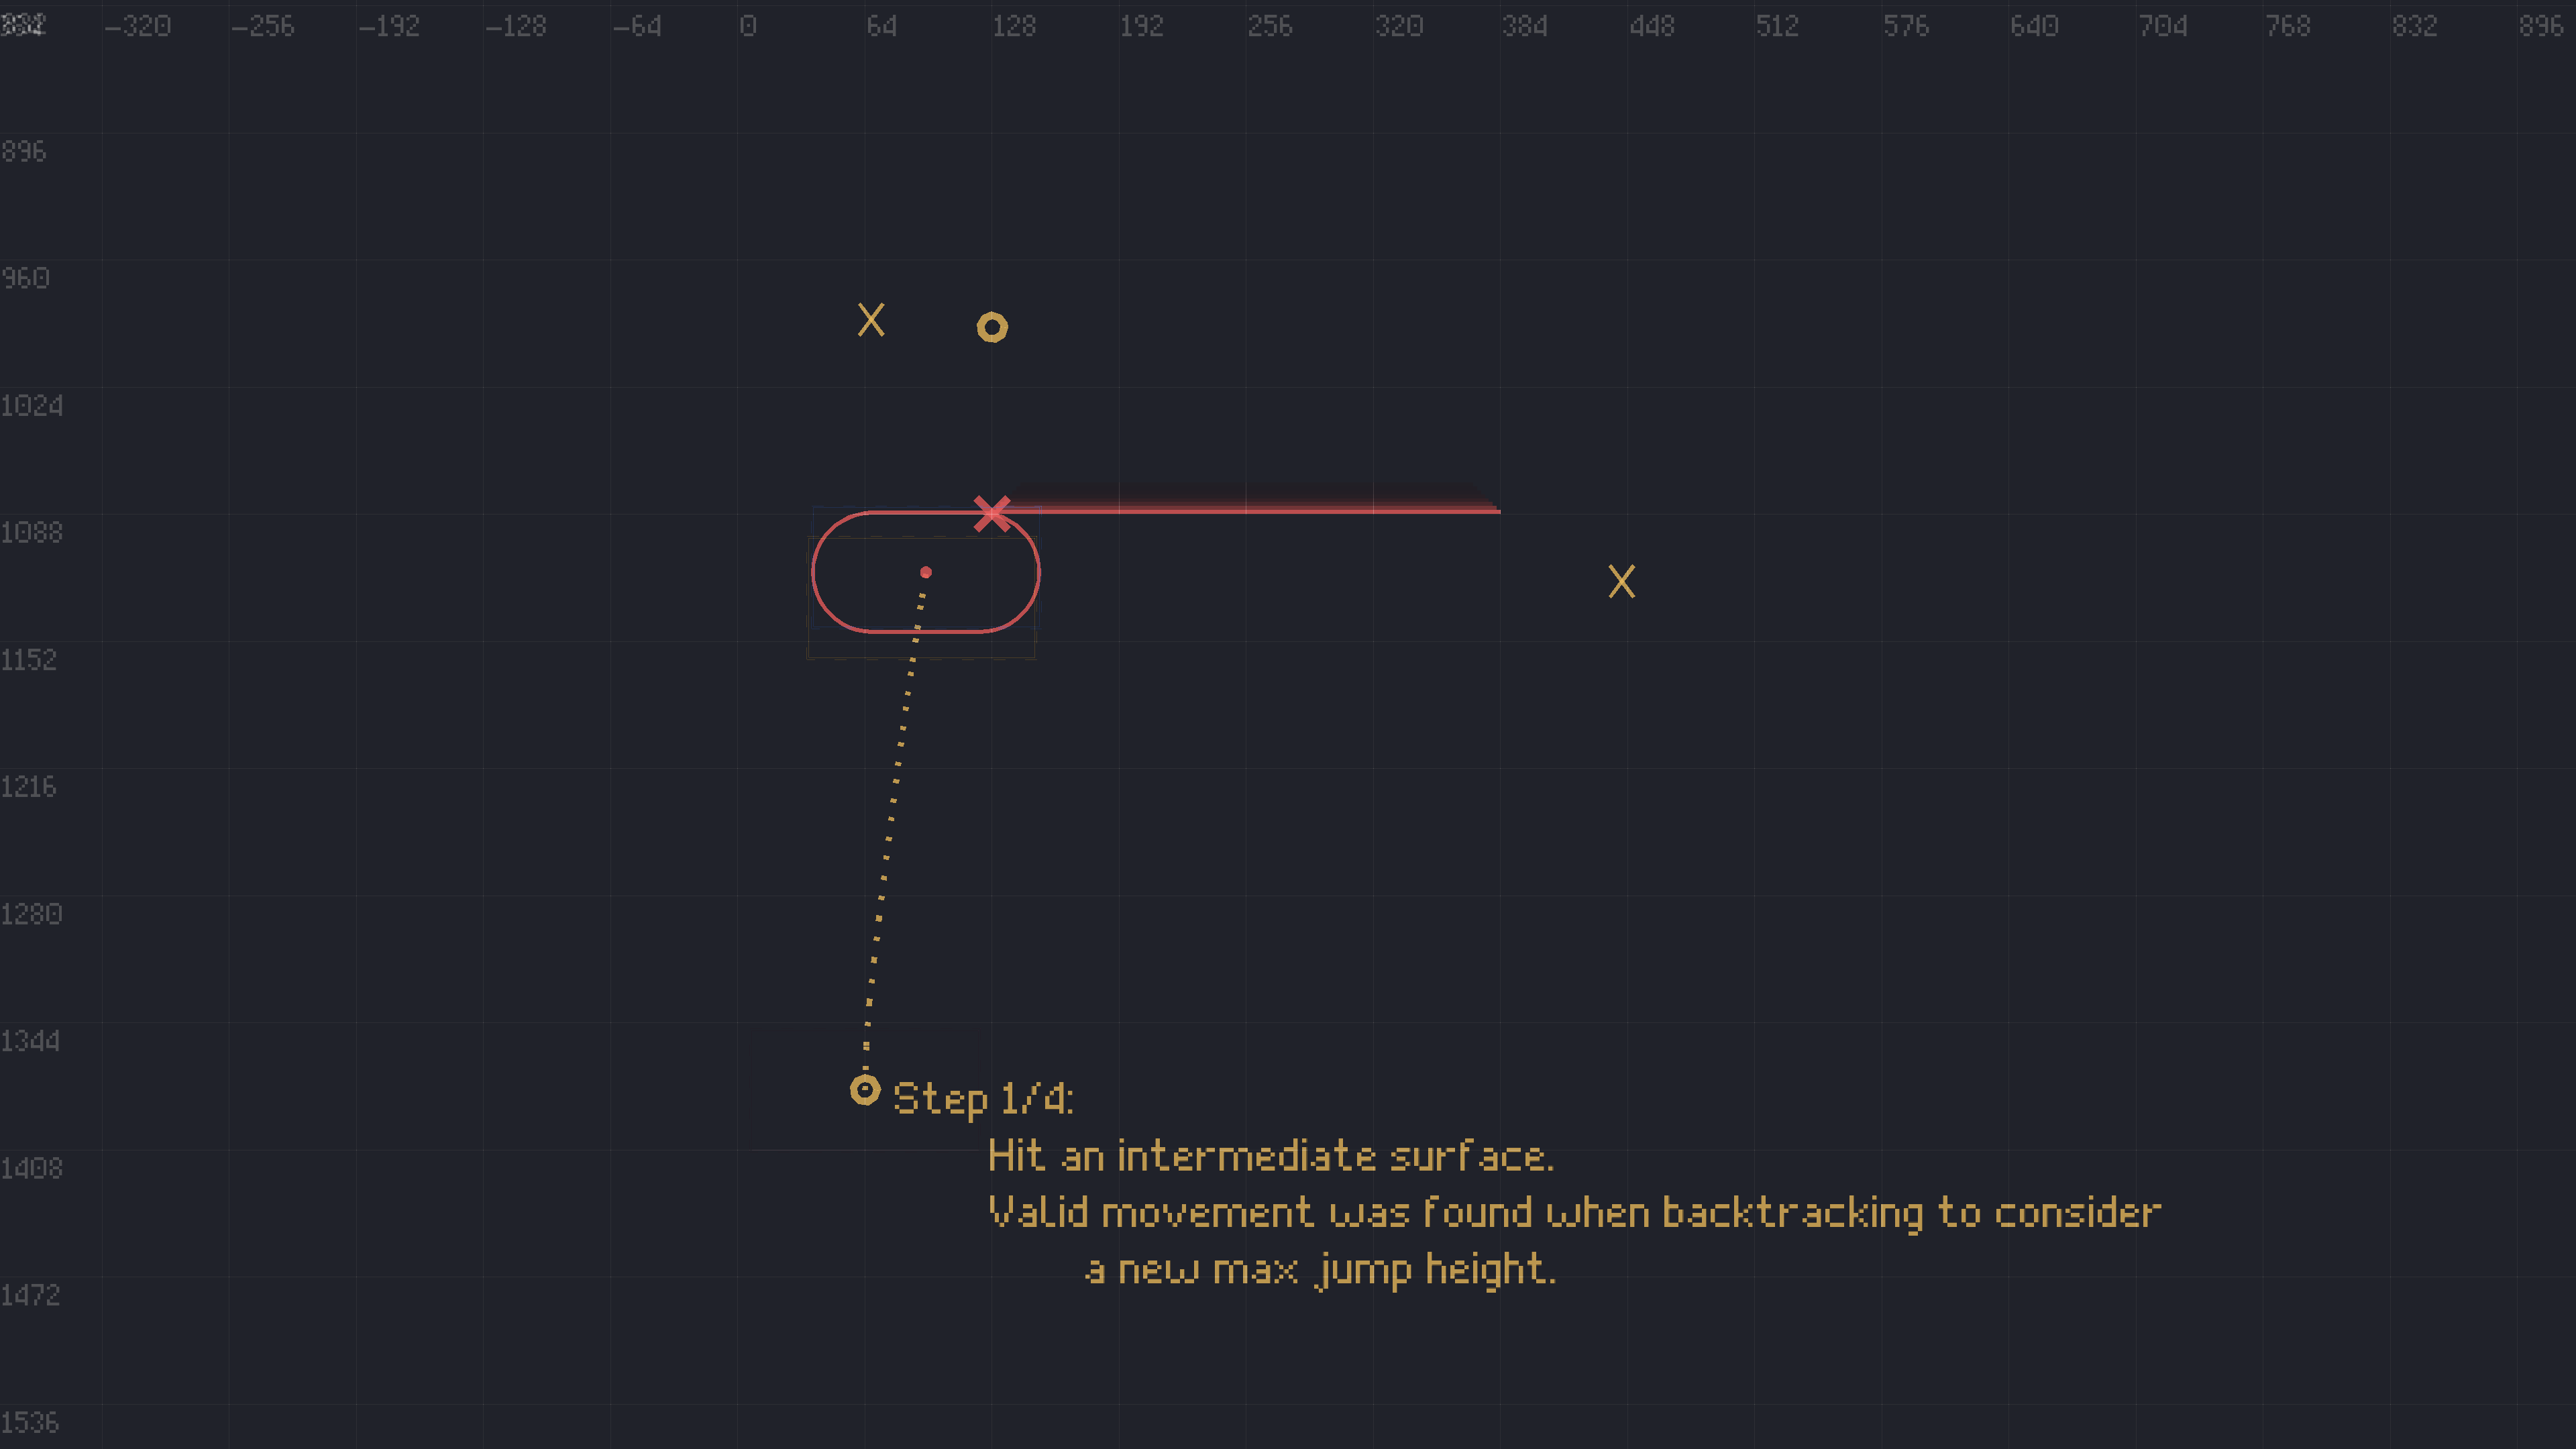 -320 -256 -192 -128 -64 0 64 128 192 256 320 384 448 512 576 640 704 768 832 896
896
960
1024
1088
1152
1216
1280
1344
Step 1/4:
Hit an intermediate surface.
1408
Valid movement was found when backtracking to consider
a new max jump height.
1472
1536